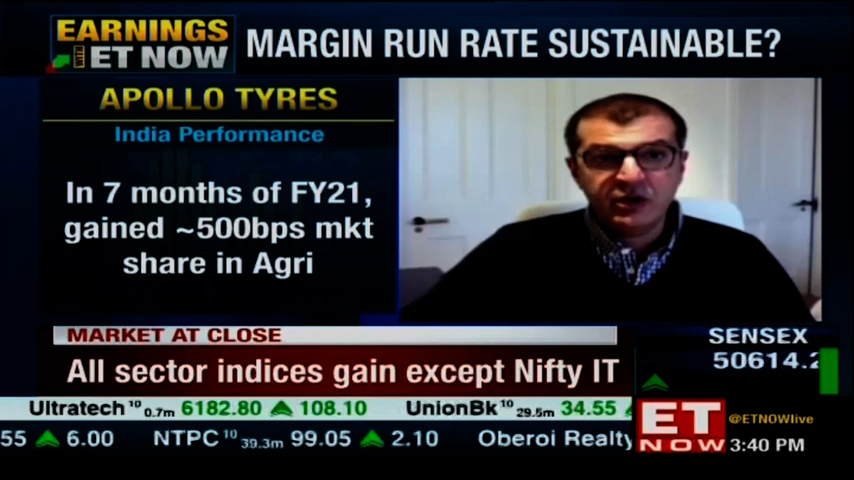 EARNINGS
WITH
ET NOW
MARGIN RUN RATE SUSTAINABLE?
APOLLO TYRES
India Performance
In 7 months of FY21,
gained ~500bps mkt
share in Agri
MARKET AT CLOSE
All sector indices gain except Nifty IT
SENSEX
50614.2
Ultratech 10 0.7m 6182.80 108.10 UnionBk 10 29.5m 34.55
55 6.00 NTPC 10 39.3m 99.05 2.10 Oberoi Realty
ET
NOW
@ETNOWlive
3:40 PM